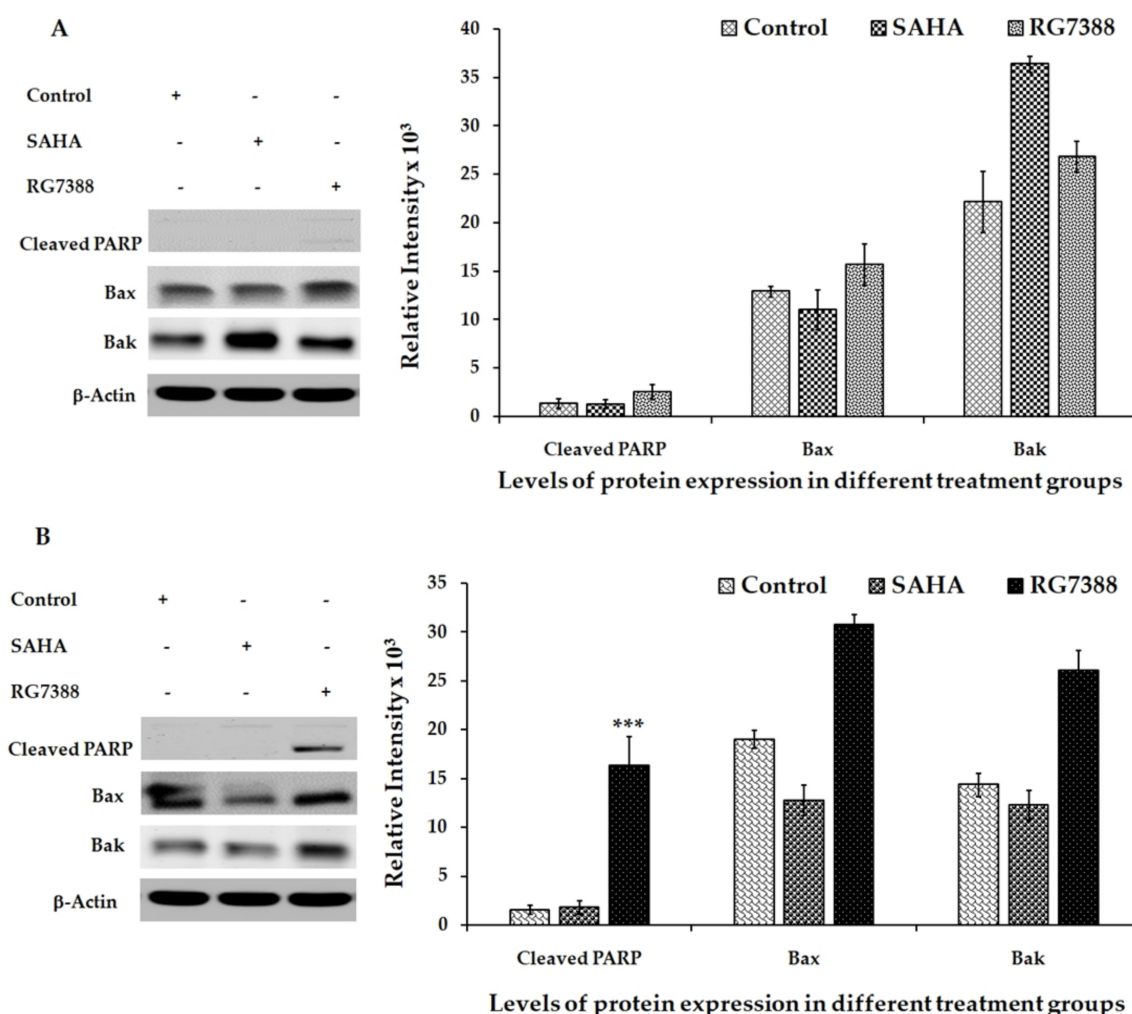 A
Control + - -
SAHA - + -
RG7388 - - +
Cleaved PARP
Bax
Bak
β-Actin
Control SAHA RG7388
Relative Intensity x 10³
40
35
30
25
20
15
10
5
0
Cleaved PARP Bax Bak
Levels of protein expression in different treatment groups
B
Control + - -
SAHA - + -
RG7388 - - +
Cleaved PARP
Bax
Bak
β-Actin
Control SAHA RG7388
Relative Intensity x 10³
35
30
25
20
15
10
5
0
***
Cleaved PARP Bax Bak
Levels of protein expression in different treatment groups